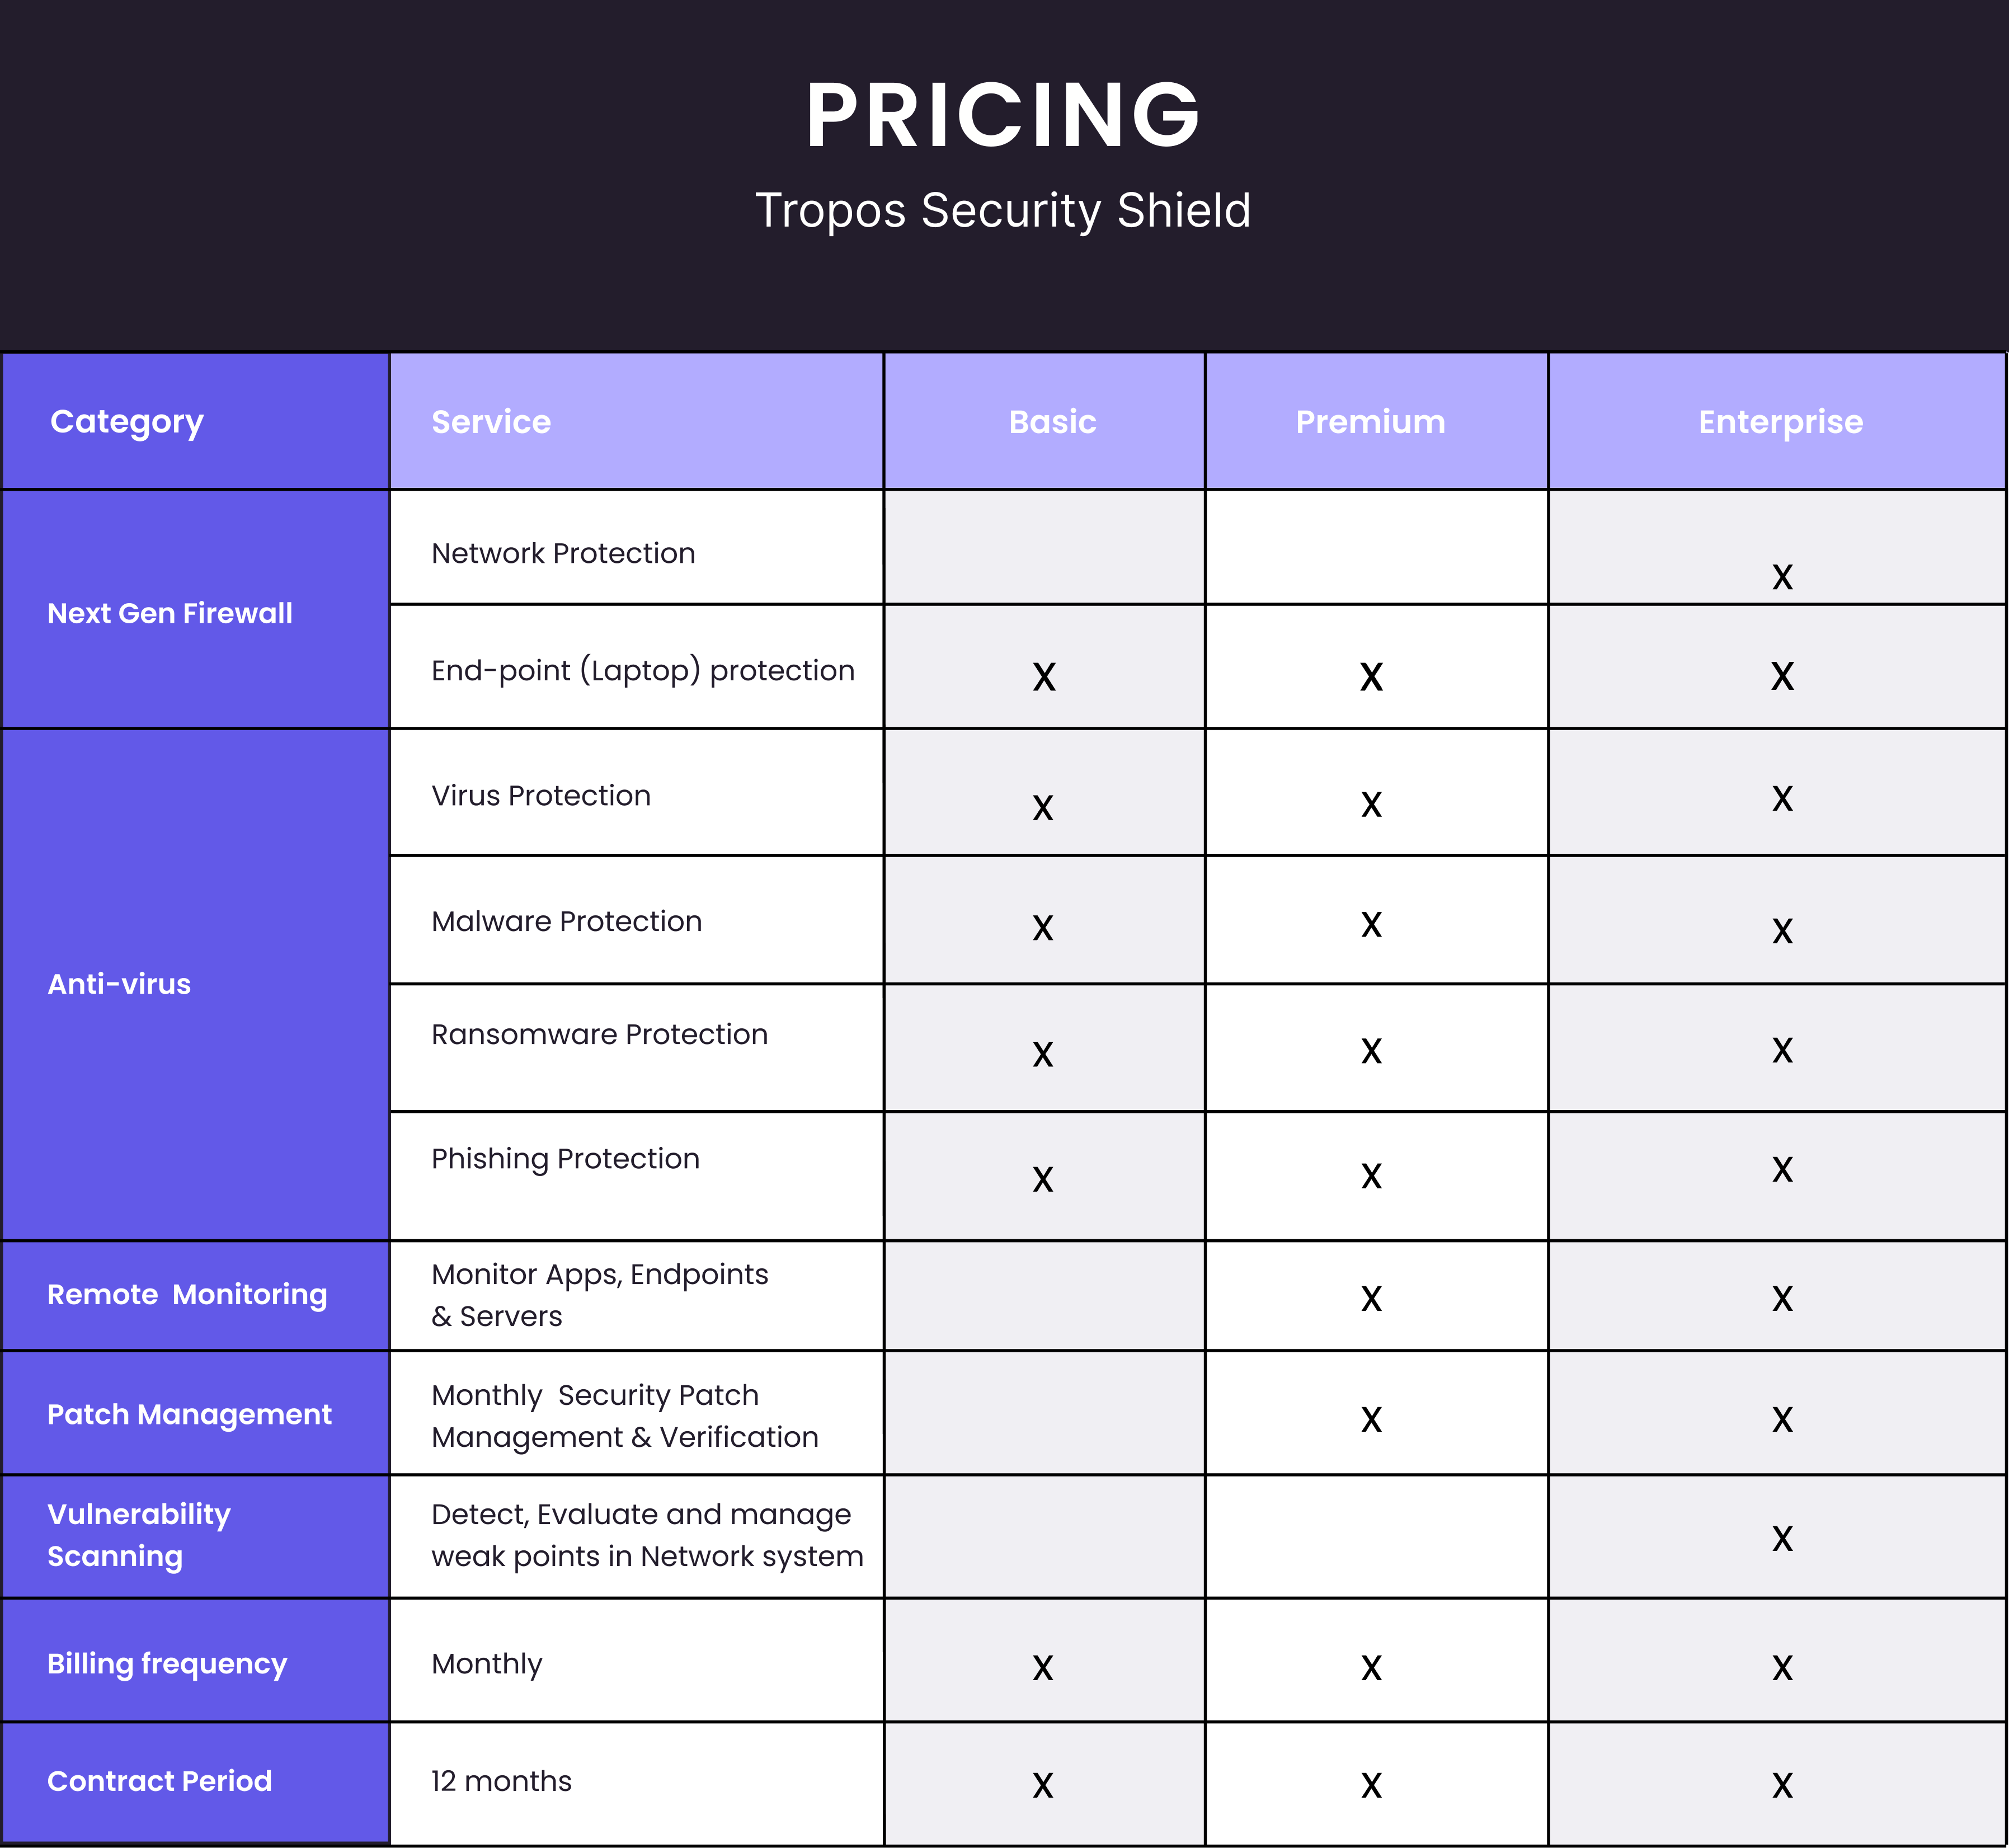 PRICING
Tropos Security Shield
Category Service Basic Premium Enterprise
Next Gen Firewall
Network Protection X
End-point (Laptop) protection X X X
Anti-virus
Virus Protection X X X
Malware Protection X X X
Ransomware Protection X X X
Phishing Protection X X X
Remote  Monitoring
Monitor Apps, Endpoints
& Servers
X X
Patch Management
Monthly  Security Patch
Management & Verification
X X
Vulnerability
Scanning
Detect, Evaluate and manage
weak points in Network system
X
Billing frequency Monthly X X X
Contract Period 12 months X X X